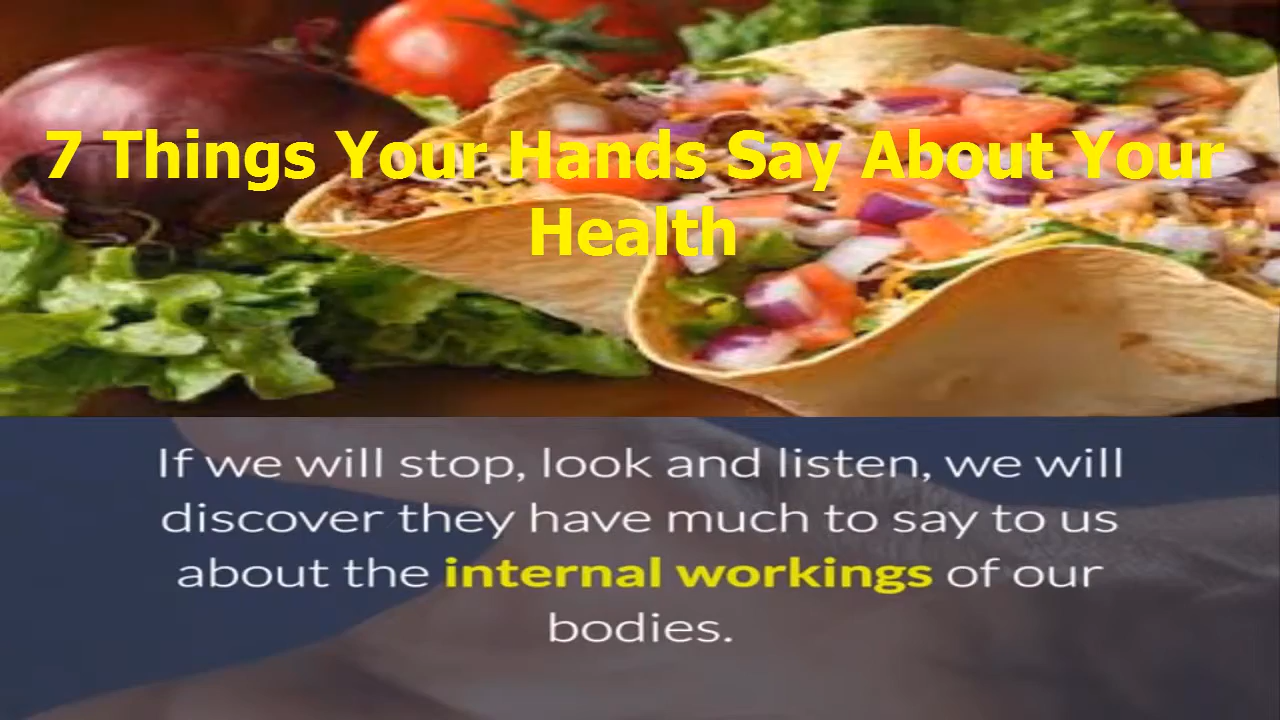 7 Things Your Hands Say About Your
Health
If we will stop, look and listen, we will
discover they have much to say to us
about the internal workings of our
bodies.